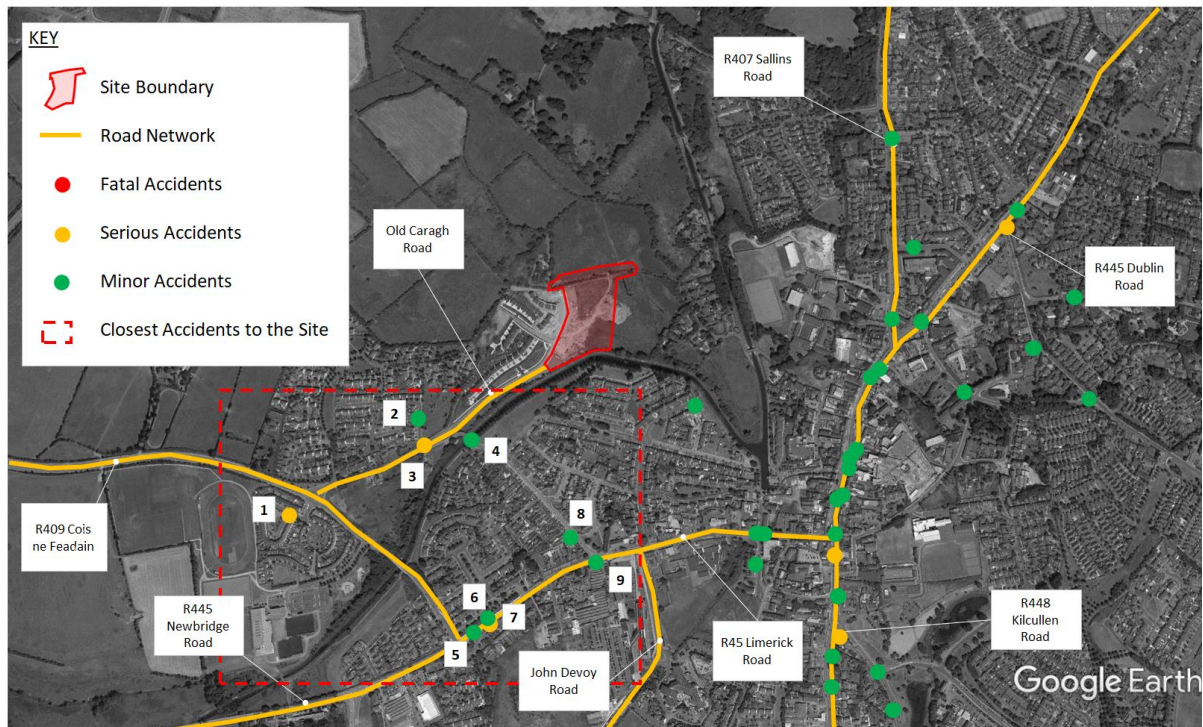 KEY
Site Boundary
Road Network
Fatal Accidents
Serious Accidents
Minor Accidents
Closest Accidents to the Site
R407 Sallins
Road
Old Caragh
Road
R445 Dublin
Road
2
3
4
1
8
9
6
7
5
R409 Cois
ne Feadain
R445
Newbridge
Road
John Devoy
Road
R45 Limerick
Road
R448
Kilcullen
Road
Google Earth